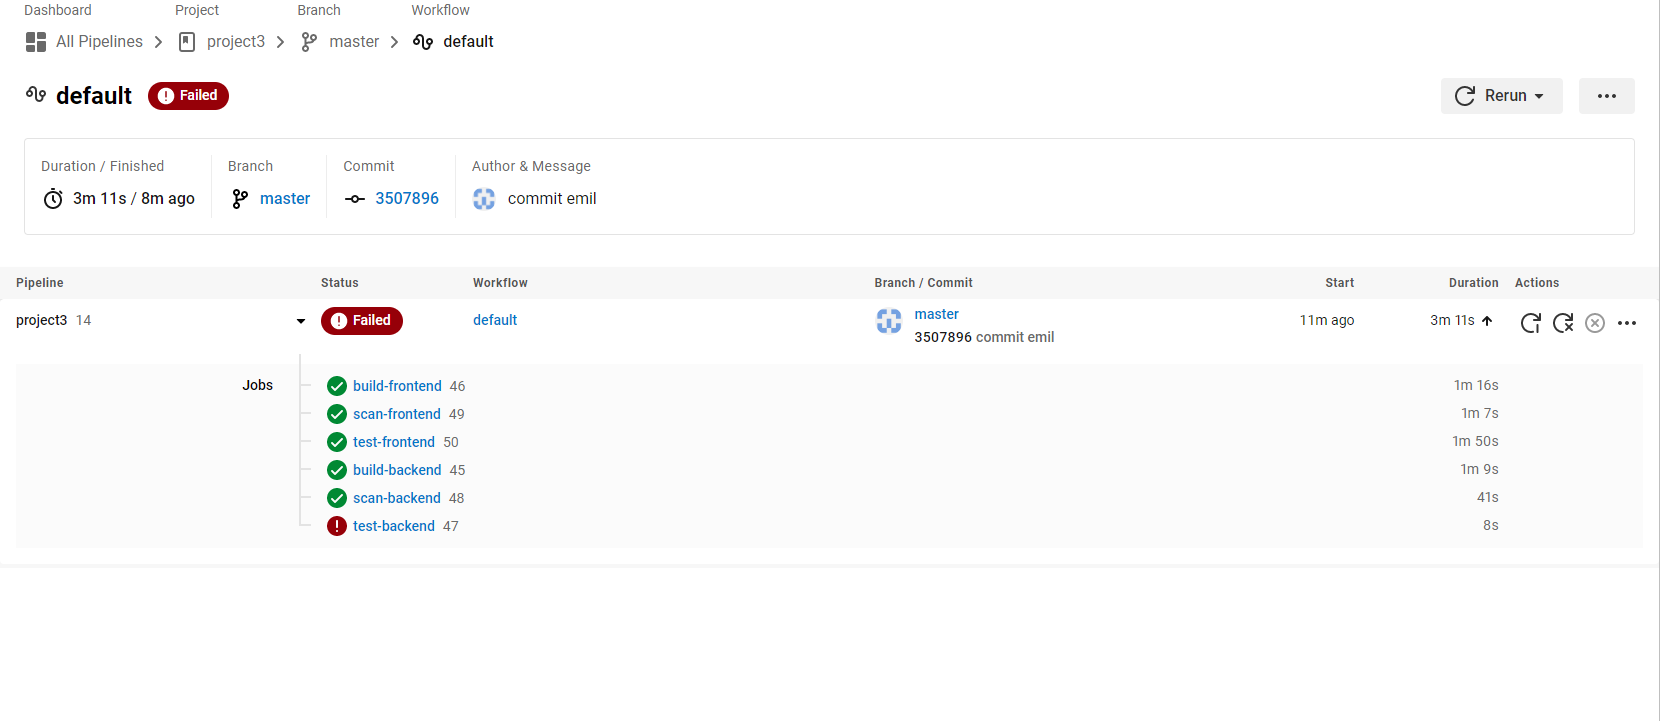 Dashboard Project Branch Workflow
All Pipelines project3 master default
default Failed Rerun
Duration / Finished Branch Commit Author & Message
3m 11s / 8m ago master 3507896 commit emil
Pipeline Status Workflow Branch / Commit Start Duration Actions
project3 14 Failed default master 11m ago 3m 11s
3507896 commit emil
Jobs build-frontend 46 1m 16s
scan-frontend 49 1m 7s
test-frontend 50 1m 50s
build-backend 45 1m 9s
scan-backend 48 41s
test-backend 47 8s